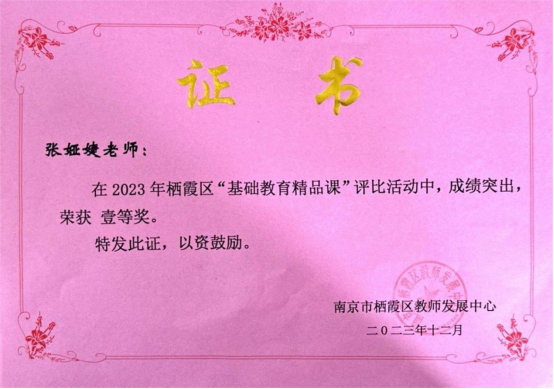 证 书
张娅婕老师：
在 2023 年栖霞区“基础教育精品课”评比活动中，成绩突出，
荣获 壹等奖。
特发此证，以资鼓励。
南京市栖霞区教师发展中心
二0二三年十二月